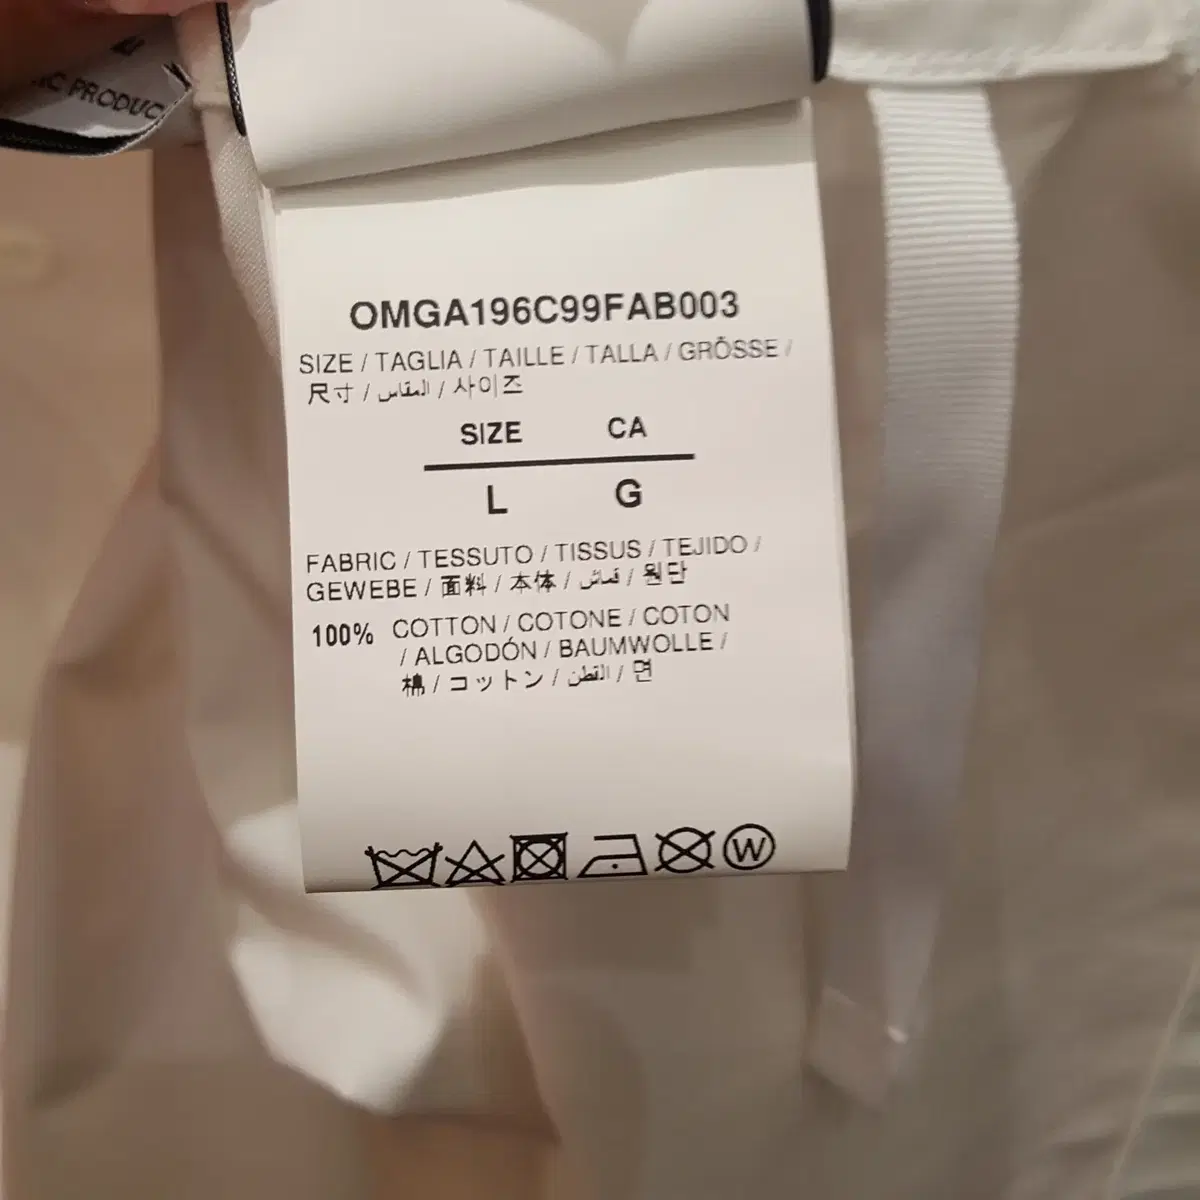 PRODUC
OMGA196C99FAB003
SIZE / TAGLIA / TAILLE / TALLA / GRÖSSE /
尺寸 / المقاس / 사이즈
SIZE CA
L G
FABRIC / TESSUTO / TISSUS / TEJIDO /
GEWEBE / 面料 / 本体 / قماش / 원단
100% COTTON / COTONE / COTON
/ ALGODÓN / BAUMWOLLE /
棉 / コットン / القطن / 면
W